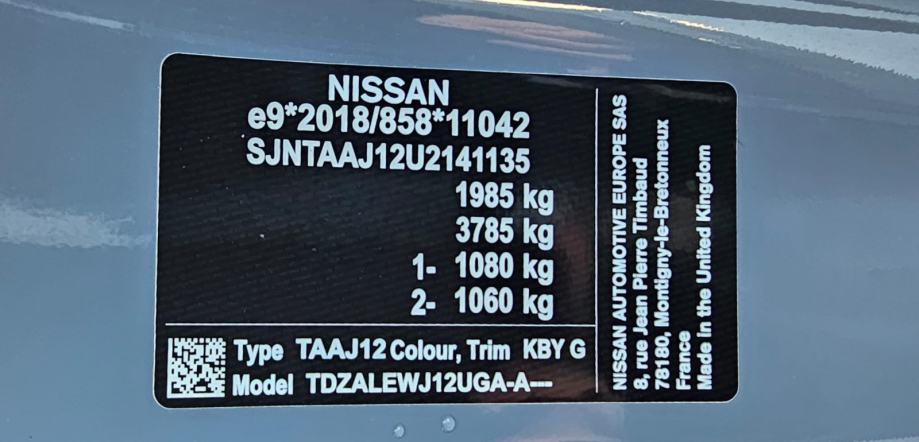 NISSAN
e9*2018/858*11042
SJNTAAJ12U2141135
1985 kg
3785 kg
1- 1080 kg
2- 1060 kg
Type TAAJ12 Colour, Trim KBY G
Model TDZALEWJ12UGA-A---
NISSAN AUTOMOTIVE EUROPE SAS
8, rue Jean Pierre Timbaud
78180, Montigny-le-Bretonneux
France
Made in the United Kingdom